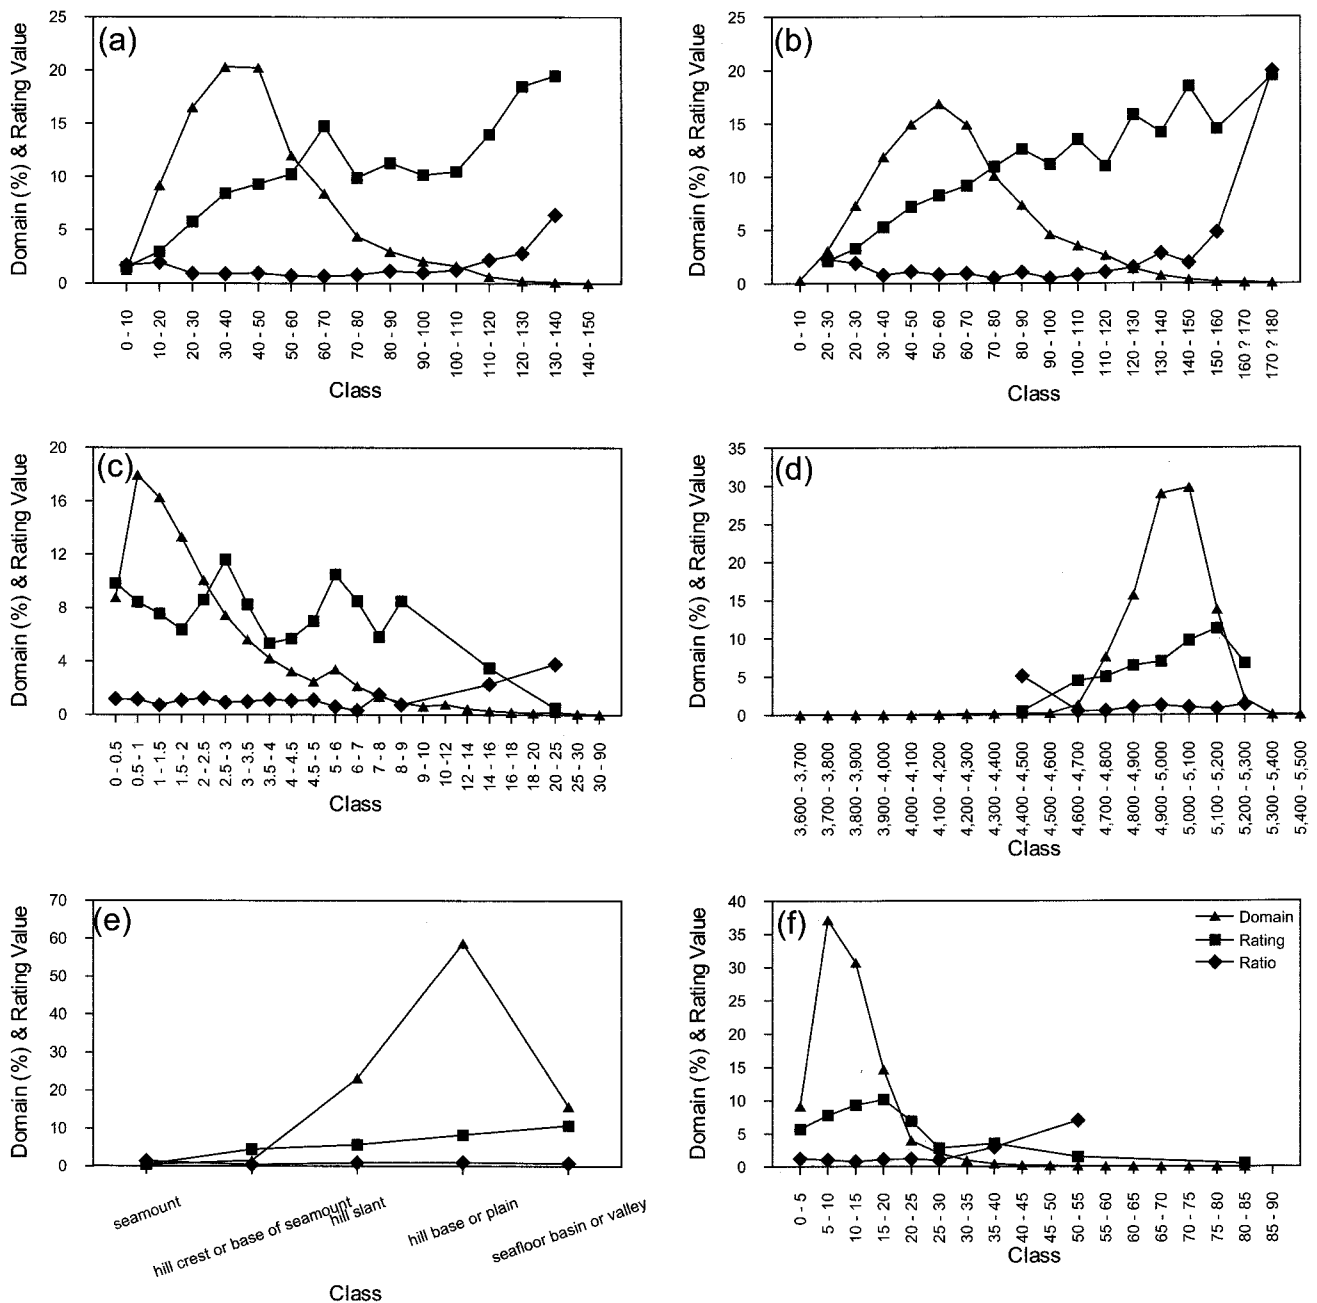 (a)
Domain (%) & Rating Value
25
20
15
10
5
0
0 - 10
10 - 20
20 - 30
30 - 40
40 - 50
50 - 60
60 - 70
70 - 80
80 - 90
90 - 100
100 - 110
110 - 120
120 - 130
130 - 140
140 - 150
Class
(b)
Domain (%) & Rating Value
25
20
15
10
5
0
0 - 10
20 - 30
20 - 30
30 - 40
40 - 50
50 - 60
60 - 70
70 - 80
80 - 90
90 - 100
100 - 110
110 - 120
120 - 130
130 - 140
140 - 150
150 - 160
160 ? 170
170 ? 180
Class
(c)
Domain (%) & Rating Value
20
16
12
8
4
0
0 - 0.5
0.5 - 1
1 - 1.5
1.5 - 2
2 - 2.5
2.5 - 3
3 - 3.5
3.5 - 4
4 - 4.5
4.5 - 5
5 - 6
6 - 7
7 - 8
8 - 9
9 - 10
10 - 12
12 - 14
14 - 16
16 - 18
18 - 20
20 - 25
25 - 30
30 - 90
Class
(d)
Domain (%) & Rating Value
35
30
25
20
15
10
5
0
3,600 - 3,700
3,700 - 3,800
3,800 - 3,900
3,900 - 4,000
4,000 - 4,100
4,100 - 4,200
4,200 - 4,300
4,300 - 4,400
4,400 - 4,500
4,500 - 4,600
4,600 - 4,700
4,700 - 4,800
4,800 - 4,900
4,900 - 5,000
5,000 - 5,100
5,100 - 5,200
5,200 - 5,300
5,300 - 5,400
5,400 - 5,500
Class
(e)
Domain (%) & Rating Value
70
60
50
40
30
20
10
0
seamount
hill crest or base of seamount
hill slant
hill base or plain
seafloor basin or valley
Class
(f)
Domain (%) & Rating Value
40
35
30
25
20
15
10
5
0
Domain
Rating
Ratio
0 - 5
5 - 10
10 - 15
15 - 20
20 - 25
25 - 30
30 - 35
35 - 40
40 - 45
45 - 50
50 - 55
55 - 60
60 - 65
65 - 70
70 - 75
75 - 80
80 - 85
85 - 90
Class